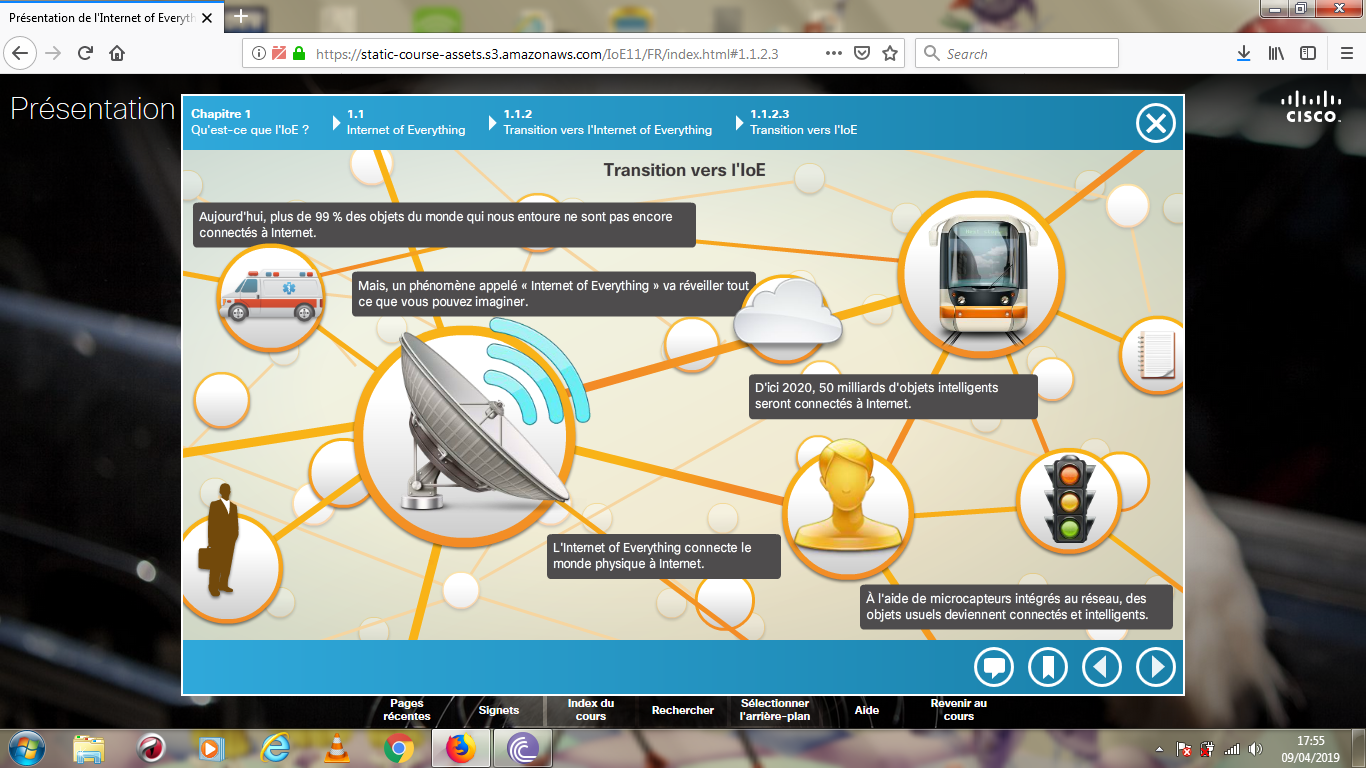 Présentation de l'Internet of Everyth
https://static-course-assets.s3.amazonaws.com/IoE11/FR/index.html#1.1.2.3
Search
Présentation
Chapitre 1
Qu'est-ce que l'IoE ?
1.1
Internet of Everything
1.1.2
Transition vers l'Internet of Everything
1.1.2.3
Transition vers l'IoE
CISCO.
Transition vers l'IoE
Aujourd'hui, plus de 99 % des objets du monde qui nous entoure ne sont pas encore
connectés à Internet.
Mais, un phénomène appelé « Internet of Everything » va réveiller tout
ce que vous pouvez imaginer.
D'ici 2020, 50 milliards d'objets intelligents
seront connectés à Internet.
L'Internet of Everything connecte le
monde physique à Internet.
À l'aide de microcapteurs intégrés au réseau, des
objets usuels deviennent connectés et intelligents.
Pages
récentes
Signets
Index du
cours
Rechercher
Sélectionner
l'arrière-plan
Aide
Revenir au
cours
17:55
09/04/2019